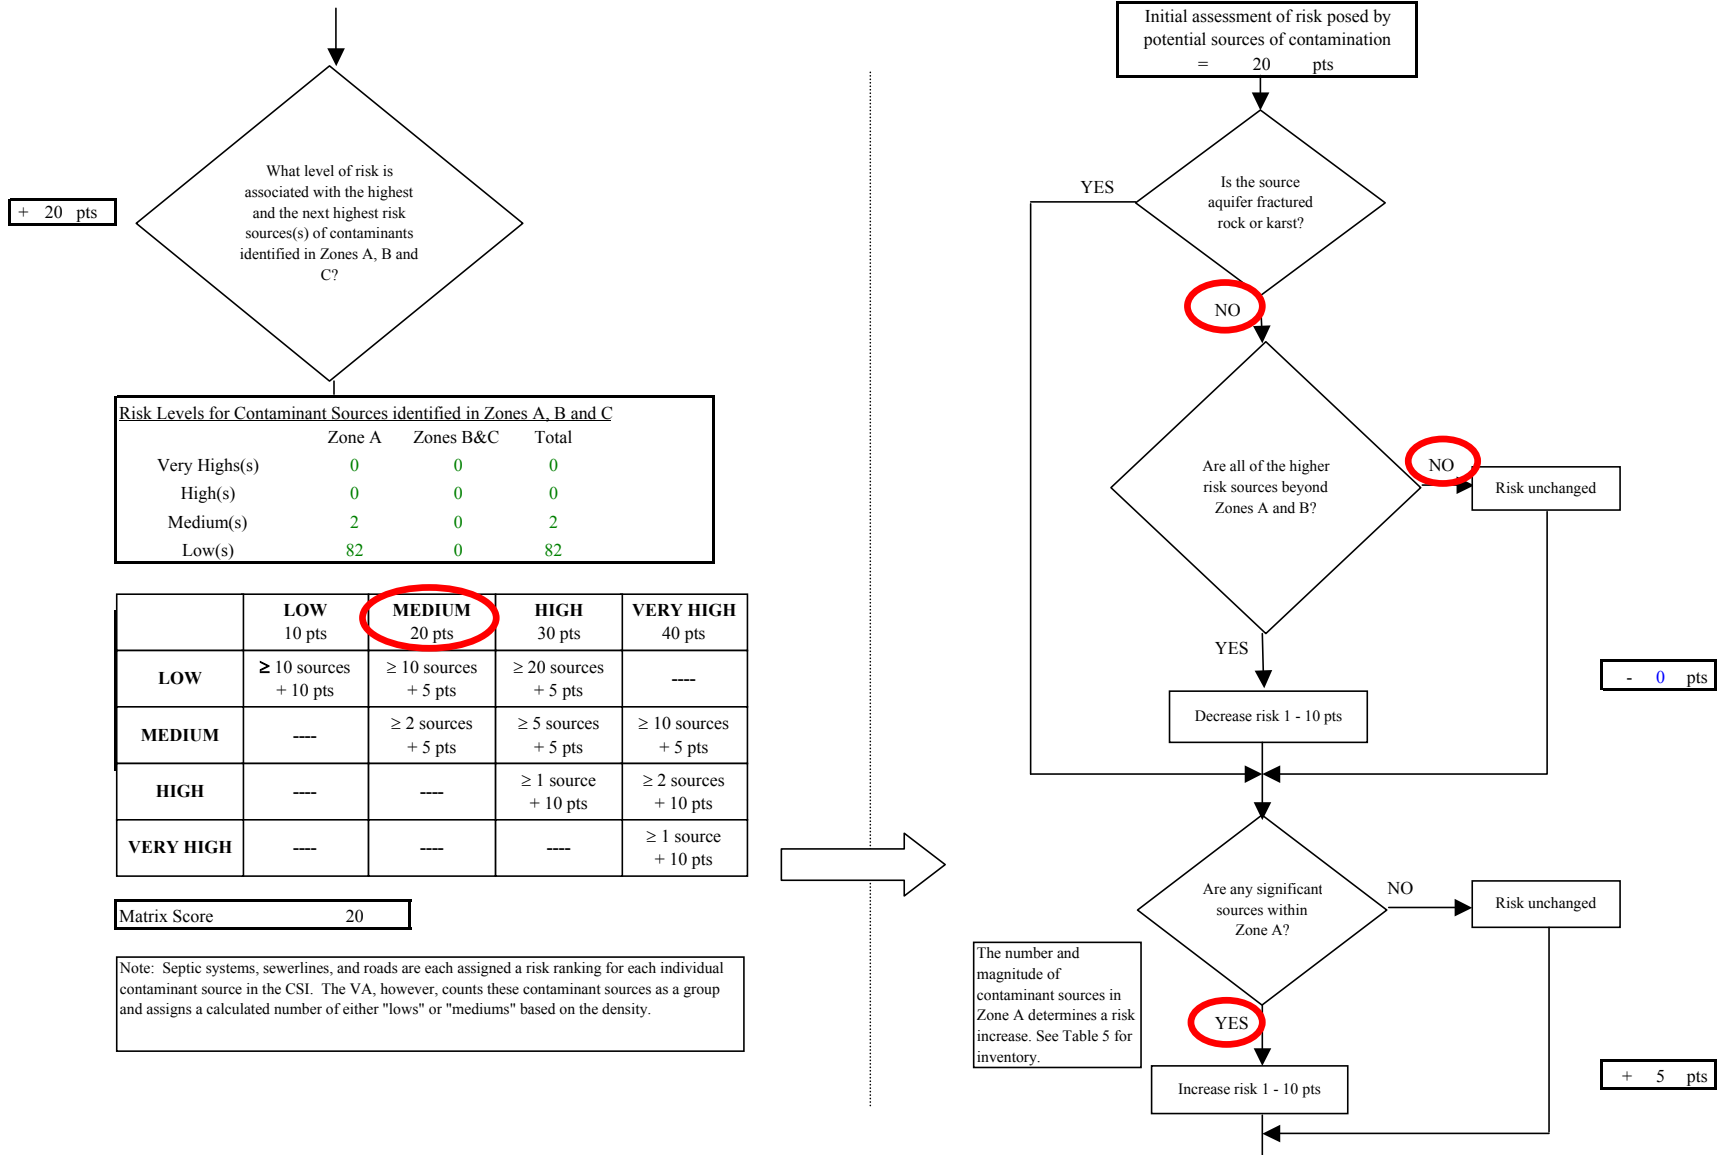 + 20 pts
What level of risk is
associated with the highest
and the next highest risk
sources(s) of contaminants
identified in Zones A, B and
C?
Risk Levels for Contaminant Sources identified in Zones A, B and C
Zone A Zones B&C Total
Very Highs(s) 0 0 0
High(s) 0 0 0
Medium(s) 2 0 2
Low(s) 82 0 82
LOW MEDIUM HIGH VERY HIGH
10 pts 20 pts 30 pts 40 pts
LOW ≥ 10 sources ≥ 10 sources ≥ 20 sources ----
+ 10 pts + 5 pts + 5 pts
MEDIUM ---- ≥ 2 sources ≥ 5 sources ≥ 10 sources
+ 5 pts + 5 pts + 5 pts
HIGH ---- ---- ≥ 1 source ≥ 2 sources
+ 10 pts + 10 pts
VERY HIGH ---- ---- ---- ≥ 1 source
+ 10 pts
Matrix Score 20
Note: Septic systems, sewerlines, and roads are each assigned a risk ranking for each individual
contaminant source in the CSI. The VA, however, counts these contaminant sources as a group
and assigns a calculated number of either "lows" or "mediums" based on the density.
Initial assessment of risk posed by
potential sources of contamination
= 20 pts
Is the source
aquifer fractured
rock or karst?
YES
NO
Are all of the higher
risk sources beyond
Zones A and B?
NO
Risk unchanged
YES
Decrease risk 1 - 10 pts
- 0 pts
Are any significant
sources within
Zone A?
NO
Risk unchanged
The number and
magnitude of
contaminant sources in
Zone A determines a risk
increase. See Table 5 for
inventory.
YES
Increase risk 1 - 10 pts
+ 5 pts